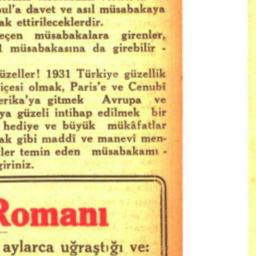 bul'a davet ve asıl müsabakaya
ak ettirileceklerdir.
eçen müsabakalara girenler,
l müsabakasına da girebilir -
üzeller! 1931 Türkiye güzellik
içesi olmak, Paris'e ve Cenubî
erika'ya gitmek Avrupa ve
ya güzeli intihap edilmek bir
hediye ve büyük mükâfatlar
ak gibi maddî ve manevî men-
ler temin eden müsabakamı -
giriniz.
Romanı
aylarca uğraştığı ve: